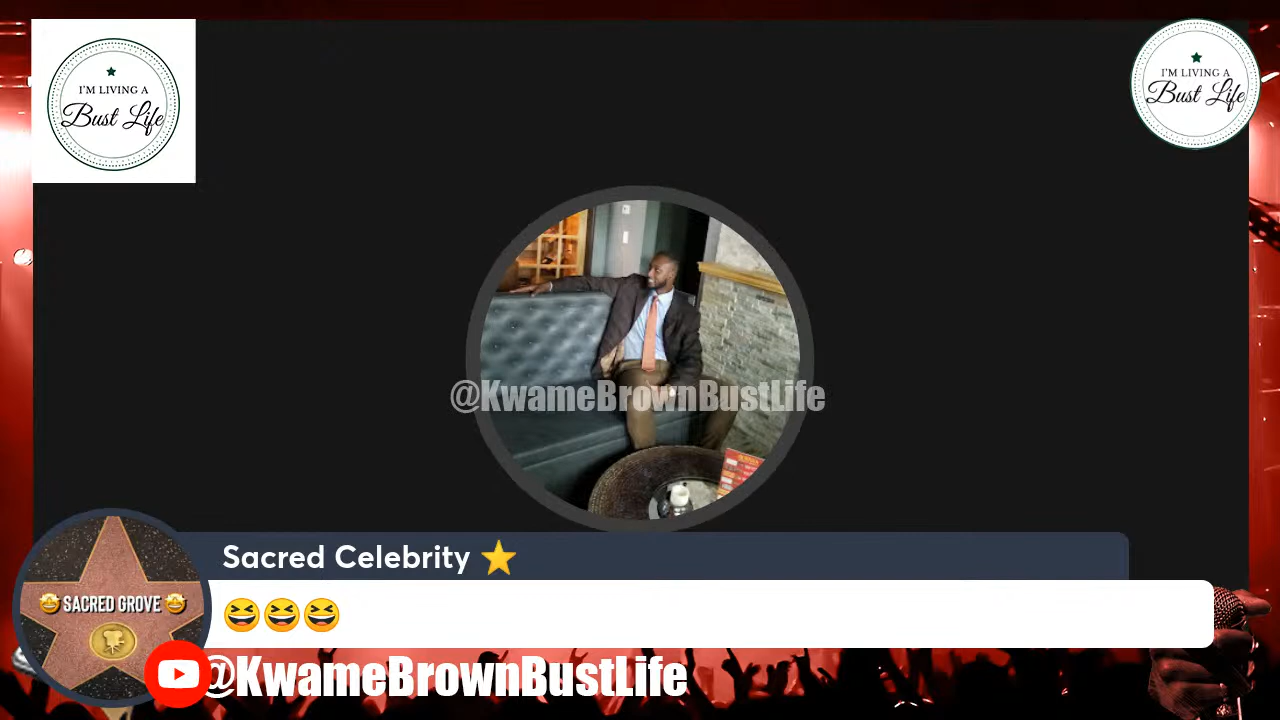 I'M LIVING A
Bust Life
I'M LIVING A
Bust Life
@KwameBrownBustLife
Sacred Celebrity ⭐
🤩 SACRED GROVE 🤩
😆😆😆
@KwameBrownBustLife